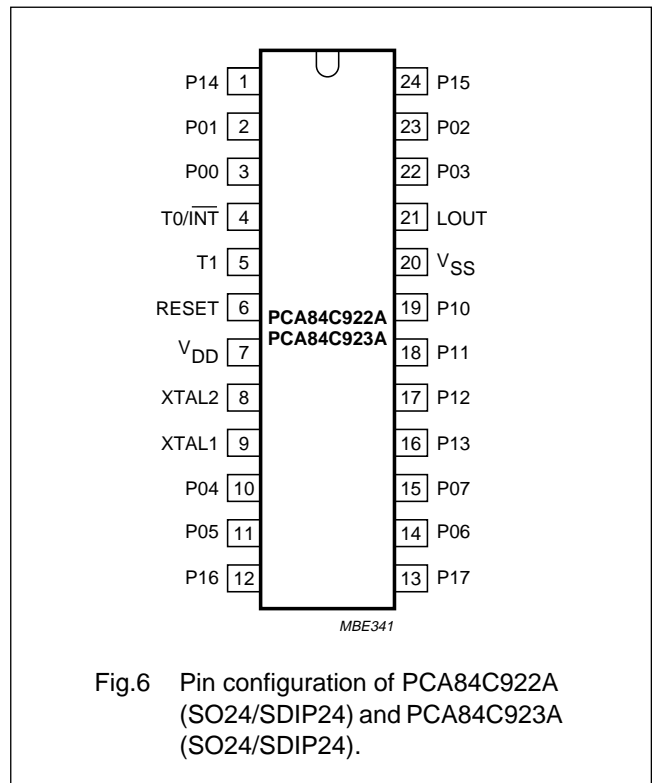 P14 1 24 P15
P01 2 23 P02
P00 3 22 P03
T0/INT 4 21 LOUT
T1 5 20 VSS
RESET 6 19 P10
PCA84C922A
PCA84C923A
VDD 7 18 P11
XTAL2 8 17 P12
XTAL1 9 16 P13
P04 10 15 P07
P05 11 14 P06
P16 12 13 P17
MBE341
Fig.6 Pin configuration of PCA84C922A
(SO24/SDIP24) and PCA84C923A
(SO24/SDIP24).